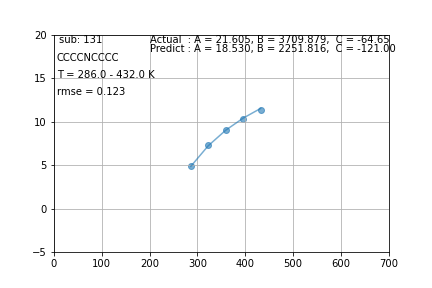 sub: 131
Actual : A = 21.605, B = 3709.879, C = -64.65
Predict : A = 18.530, B = 2251.816, C = -121.00
CCCCNCCCC
T = 286.0 - 432.0 K
rmse = 0.123
20
15
10
5
0
−5
0 100 200 300 400 500 600 700